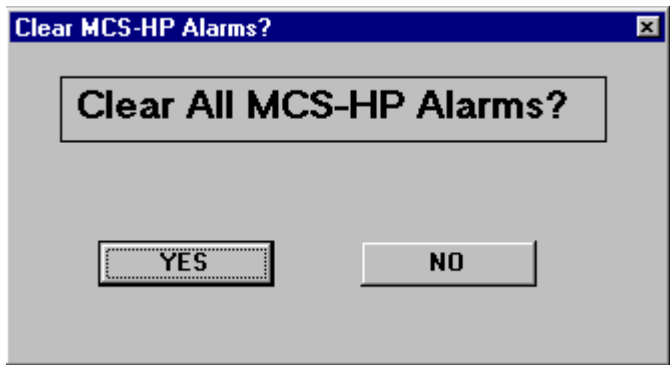 Clear MCS-HP Alarms?
Clear All MCS-HP Alarms?
YES
NO